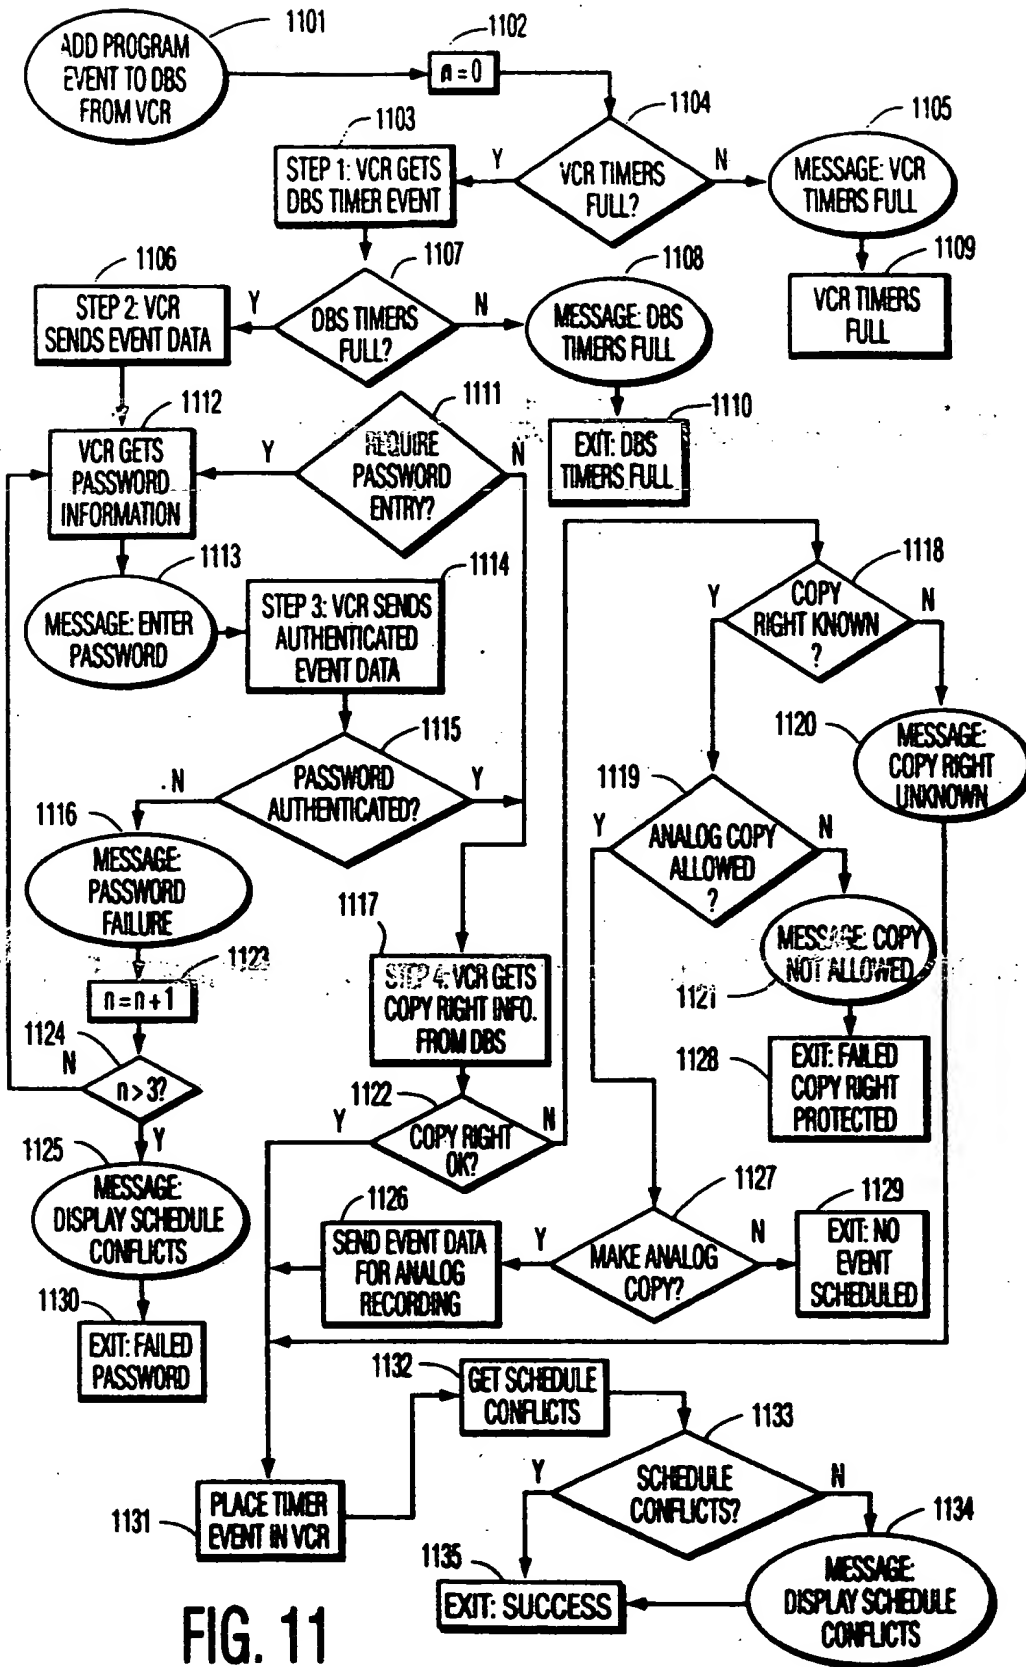 1101
ADD PROGRAM
EVENT TO DBS
FROM VCR
1102
n=0
1103
STEP 1: VCR GETS
DBS TIMER EVENT
Y
1104
VCR TIMERS
FULL?
N
1105
MESSAGE: VCR
TIMERS FULL
1106
STEP 2: VCR
SENDS EVENT DATA
Y
1107
DBS TIMERS
FULL?
N
1108
MESSAGE: DBS
TIMERS FULL
1109
VCR TIMERS
FULL
1110
EXIT: DBS
TIMERS FULL
1112
VCR GETS
PASSWORD
INFORMATION
Y
1111
REQUIRE
PASSWORD
ENTRY?
N
1113
MESSAGE: ENTER
PASSWORD
1114
STEP 3: VCR SENDS
AUTHENTICATED
EVENT DATA
1118
Y
COPY
RIGHT KNOWN
?
N
1115
N
PASSWORD
AUTHENTICATED?
Y
1120
MESSAGE:
COPY RIGHT
UNKNOWN
1116
MESSAGE:
PASSWORD
FAILURE
1119
Y
ANALOG COPY
ALLOWED
?
N
1117
STEP 4: VCR GETS
COPY RIGHT INFO.
FROM DBS
1121
MESSAGE: COPY
NOT ALLOWED
1123
n=n+1
1124
N
n>3?
Y
1128
EXIT: FAILED
COPY RIGHT
PROTECTED
1122
Y
COPY RIGHT
OK?
N
1125
MESSAGE:
DISPLAY SCHEDULE
CONFLICTS
1126
SEND EVENT DATA
FOR ANALOG
RECORDING
Y
1127
MAKE ANALOG
COPY?
N
1129
EXIT: NO
EVENT
SCHEDULED
1130
EXIT: FAILED
PASSWORD
1132
GET SCHEDULE
CONFLICTS
1133
Y
SCHEDULE
CONFLICTS?
N
1131
PLACE TIMER
EVENT IN VCR
1134
MESSAGE:
DISPLAY SCHEDULE
CONFLICTS
1135
EXIT: SUCCESS
FIG. 11